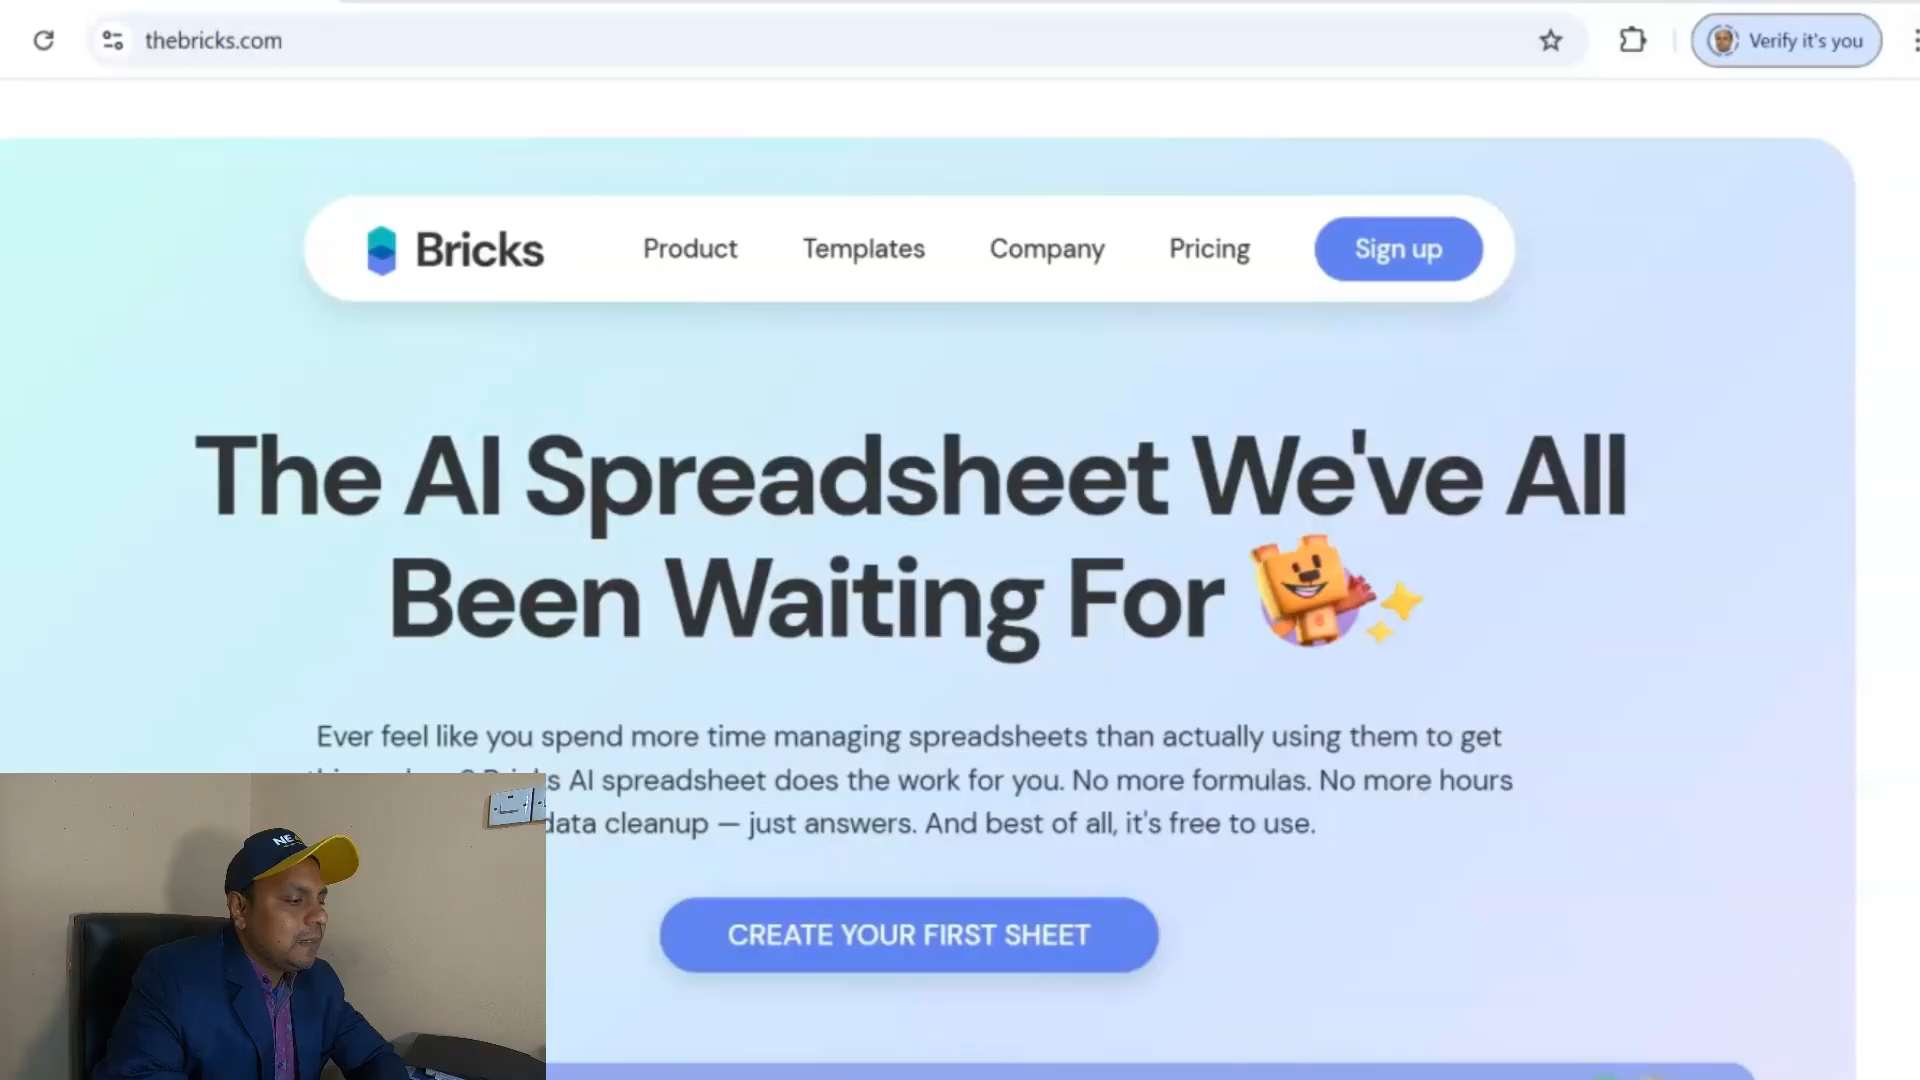 thebricks.com
Verify it's you
Bricks
Product
Templates
Company
Pricing
Sign up
The AI Spreadsheet We've All
Been Waiting For
Ever feel like you spend more time managing spreadsheets than actually using them to get
AI spreadsheet does the work for you. No more formulas. No more hours
data cleanup — just answers. And best of all, it's free to use.
CREATE YOUR FIRST SHEET